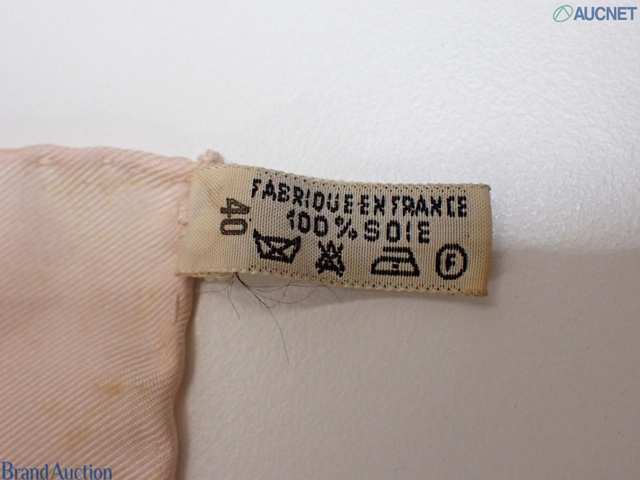 AUCNET
FABRIQUE EN FRANCE
100% SOIE
40
F
Brand Auction